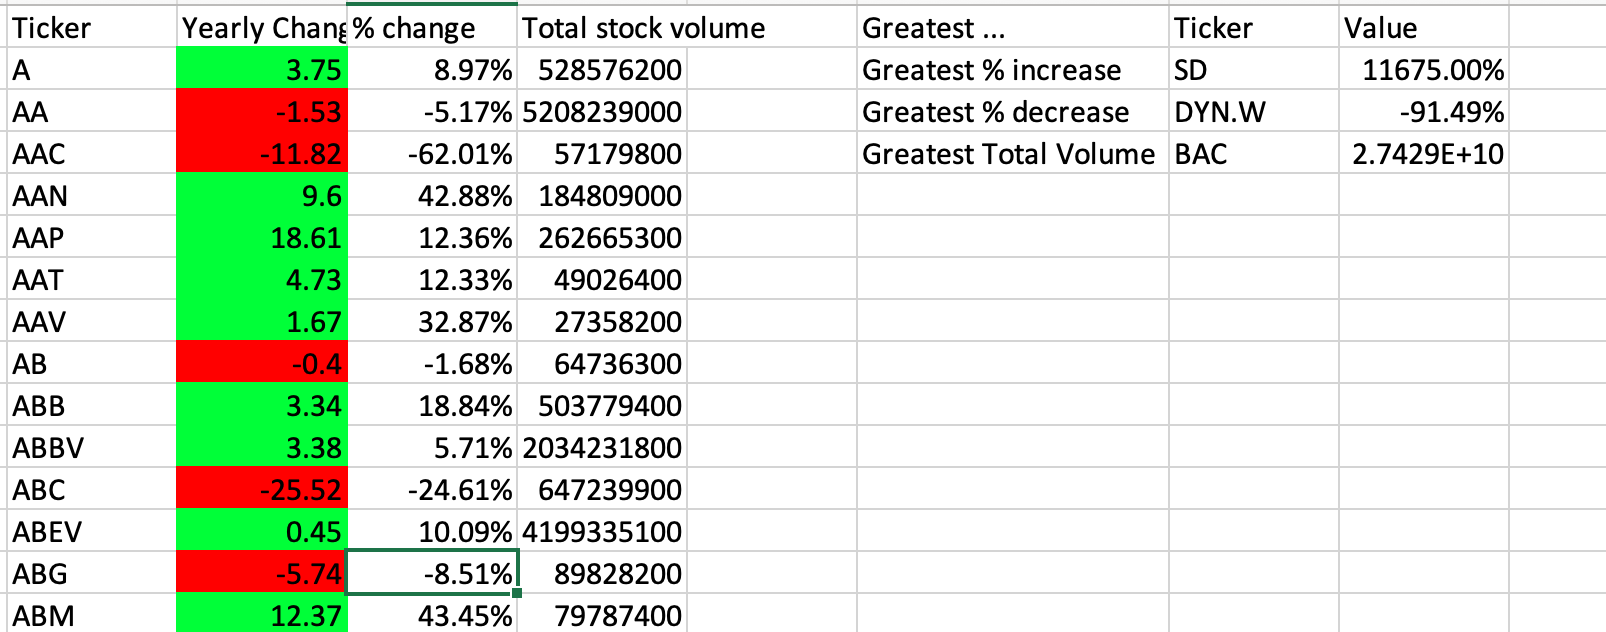 Ticker Yearly Chang % change Total stock volume Greatest ... Ticker Value
A 3.75 8.97% 528576200 Greatest % increase SD 11675.00%
AA -1.53 -5.17% 5208239000 Greatest % decrease DYN.W -91.49%
AAC -11.82 -62.01% 57179800 Greatest Total Volume BAC 2.7429E+10
AAN 9.6 42.88% 184809000
AAP 18.61 12.36% 262665300
AAT 4.73 12.33% 49026400
AAV 1.67 32.87% 27358200
AB -0.4 -1.68% 64736300
ABB 3.34 18.84% 503779400
ABBV 3.38 5.71% 2034231800
ABC -25.52 -24.61% 647239900
ABEV 0.45 10.09% 4199335100
ABG -5.74 -8.51% 89828200
ABM 12.37 43.45% 79787400